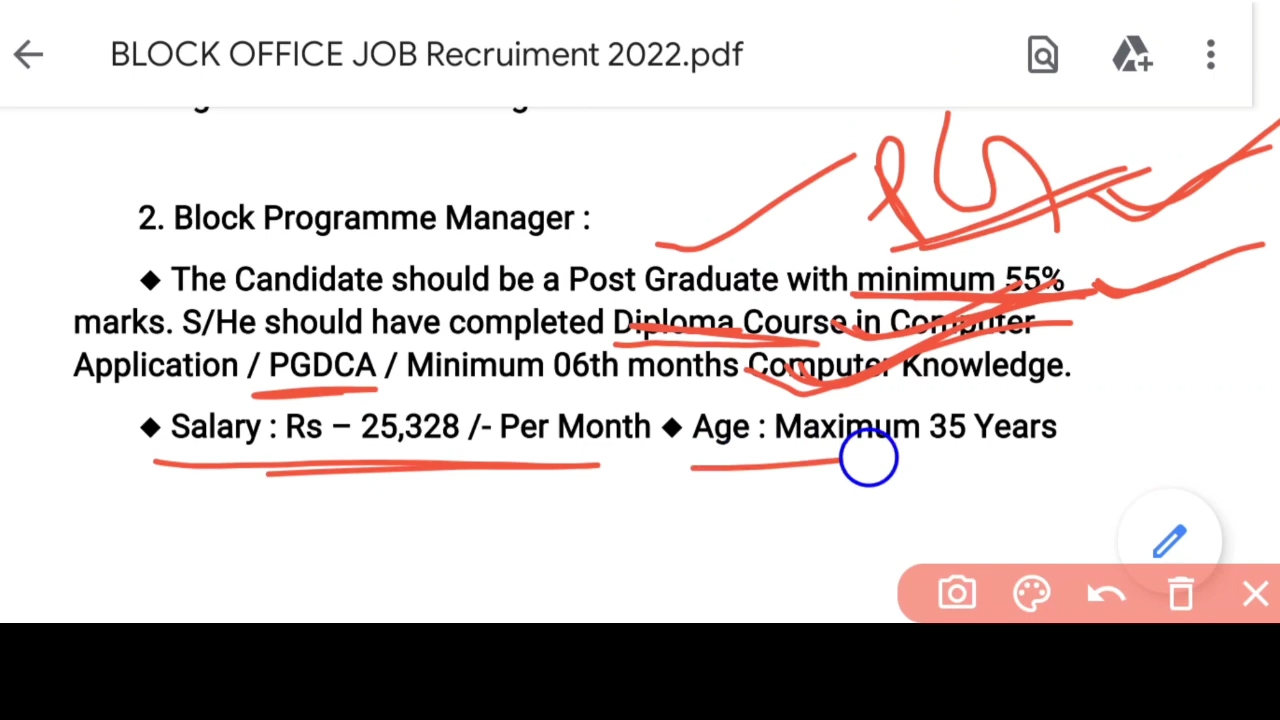 BLOCK OFFICE JOB Recruiment 2022.pdf
PG
2. Block Programme Manager :
◆ The Candidate should be a Post Graduate with minimum 55%
marks. S/He should have completed Diploma Course in Computer
Application / PGDCA / Minimum 06th months Computer Knowledge.
◆ Salary : Rs – 25,328 /- Per Month ◆ Age : Maximum 35 Years